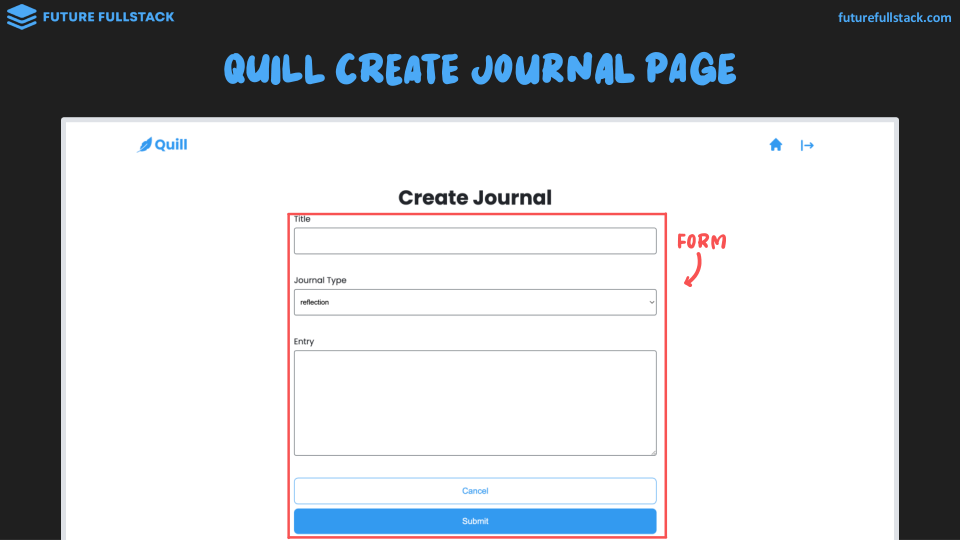 FUTURE FULLSTACK
futurefullstack.com
QUILL CREATE JOURNAL PAGE
Quill
Create Journal
Title
FORM
Journal Type
reflection
Entry
Cancel
Submit